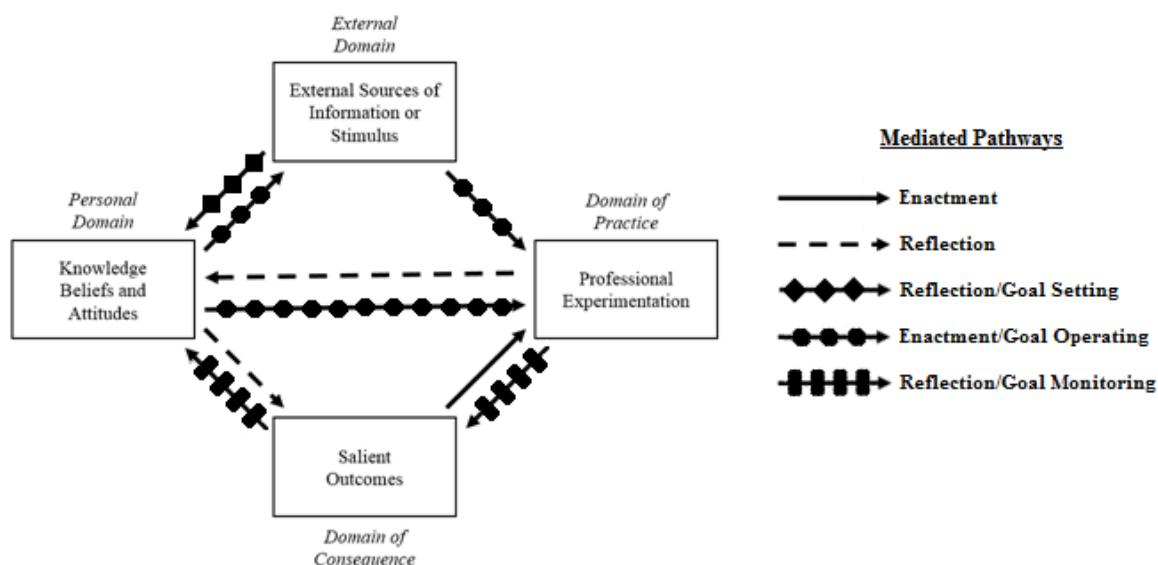 External
Domain
External Sources of
Information or
Stimulus
Personal
Domain
Knowledge
Beliefs and
Attitudes
Domain of
Practice
Professional
Experimentation
Salient
Outcomes
Domain of
Consequence
Mediated Pathways
Enactment
Reflection
Reflection/Goal Setting
Enactment/Goal Operating
Reflection/Goal Monitoring